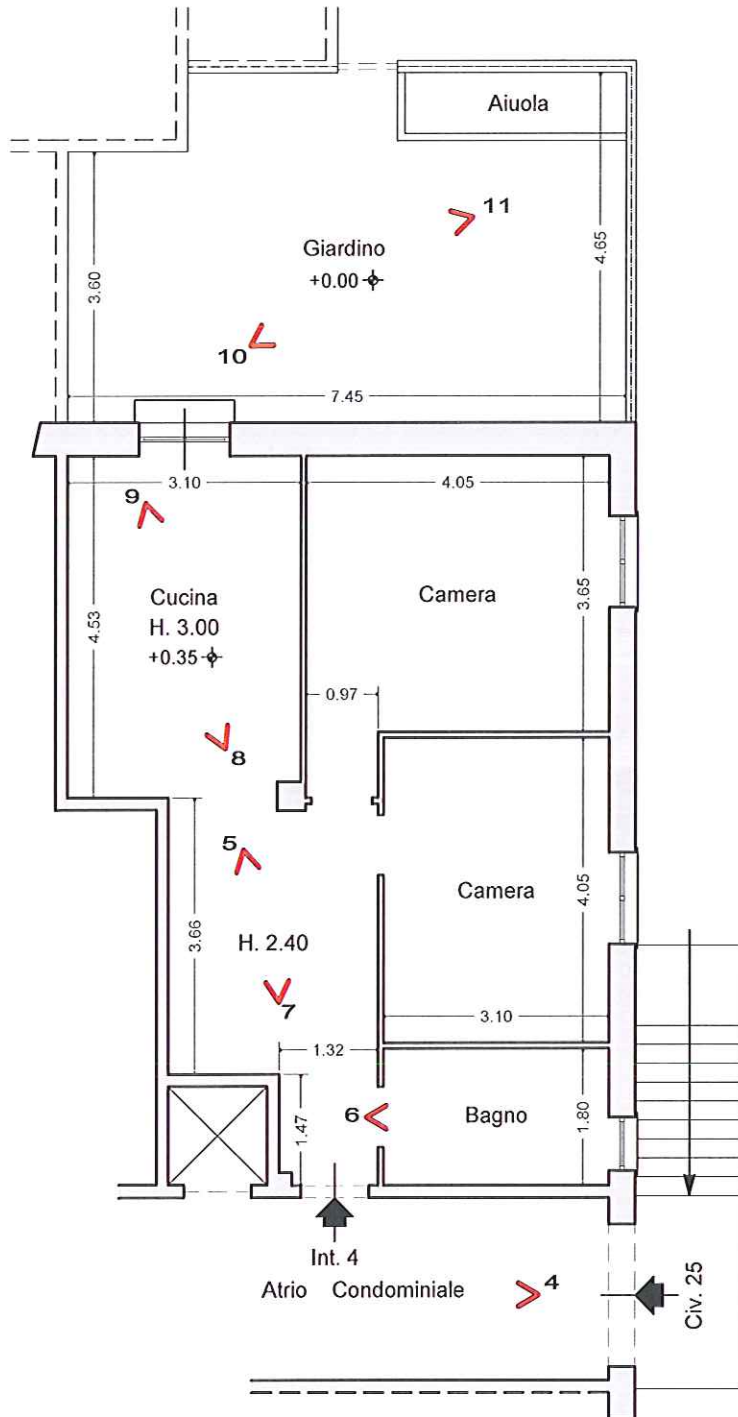 Aiuola
11
Giardino
+0.00
4.65
3.60
10
7.45
3.10
4.05
9
Cucina
H. 3.00
+0.35
4.53
Camera
3.65
0.97
8
5
Camera
4.05
3.66
H. 2.40
7
3.10
1.32
6
1.47
Bagno
1.80
Int. 4
Atrio Condominiale
4
Civ. 25